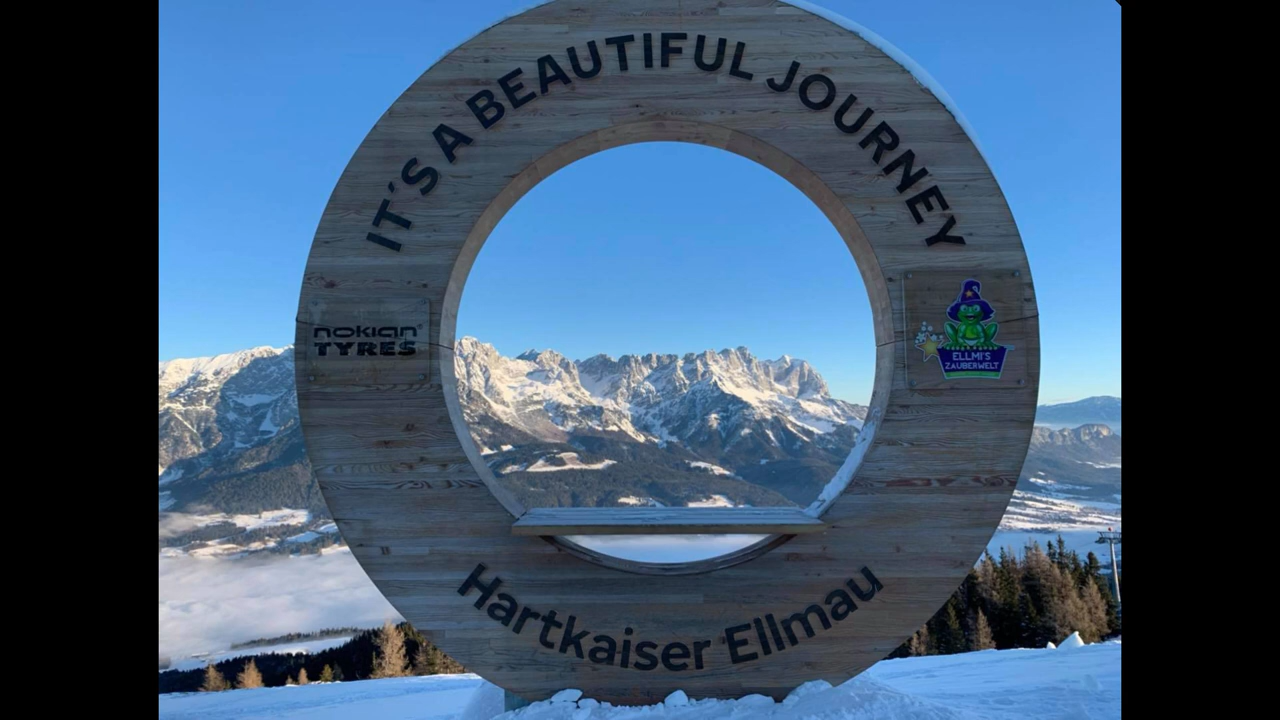 IT´S A BEAUTIFUL JOURNEY
nokian
TYRES
ELLMI'S
ZAUBERWELT
Hartkaiser Ellmau